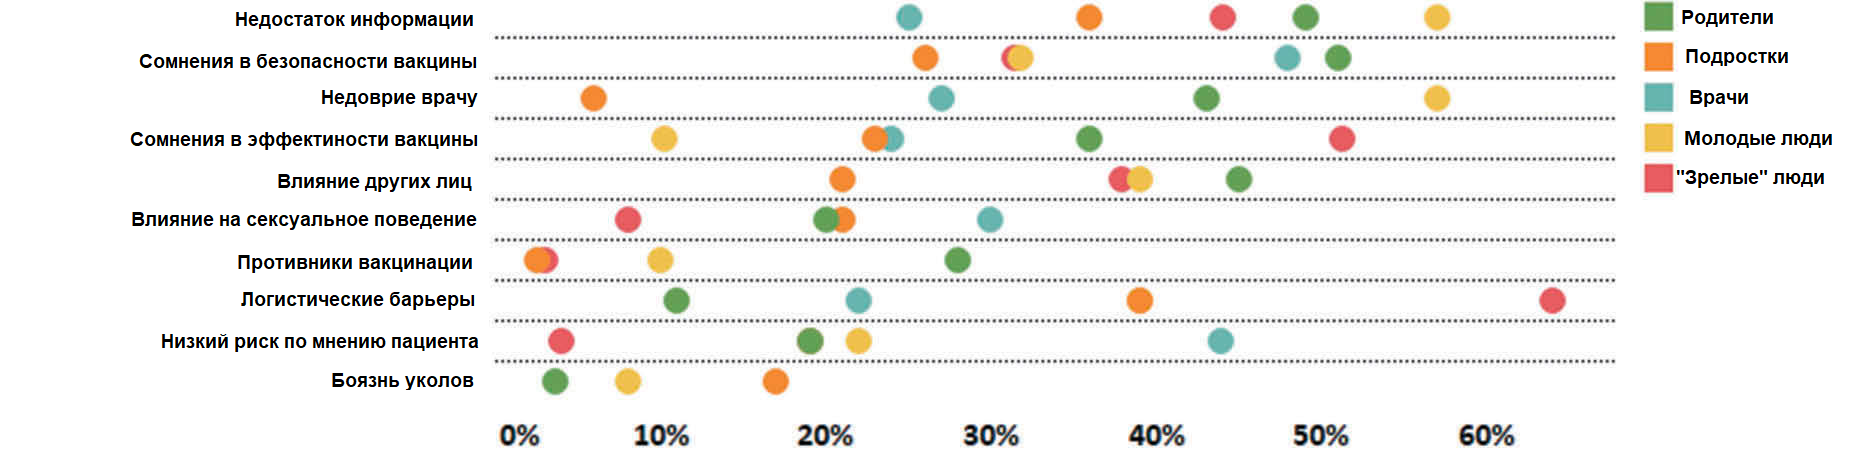 Недостаток информации
Сомнения в безопасности вакцины
Недоврие врачу
Сомнения в эффектиности вакцины
Влияние других лиц
Влияние на сексуальное поведение
Противники вакцинации
Логистические барьеры
Низкий риск по мнению пациента
Боязнь уколов
0% 10% 20% 30% 40% 50% 60%
Родители
Подростки
Врачи
Молодые люди
"Зрелые" люди